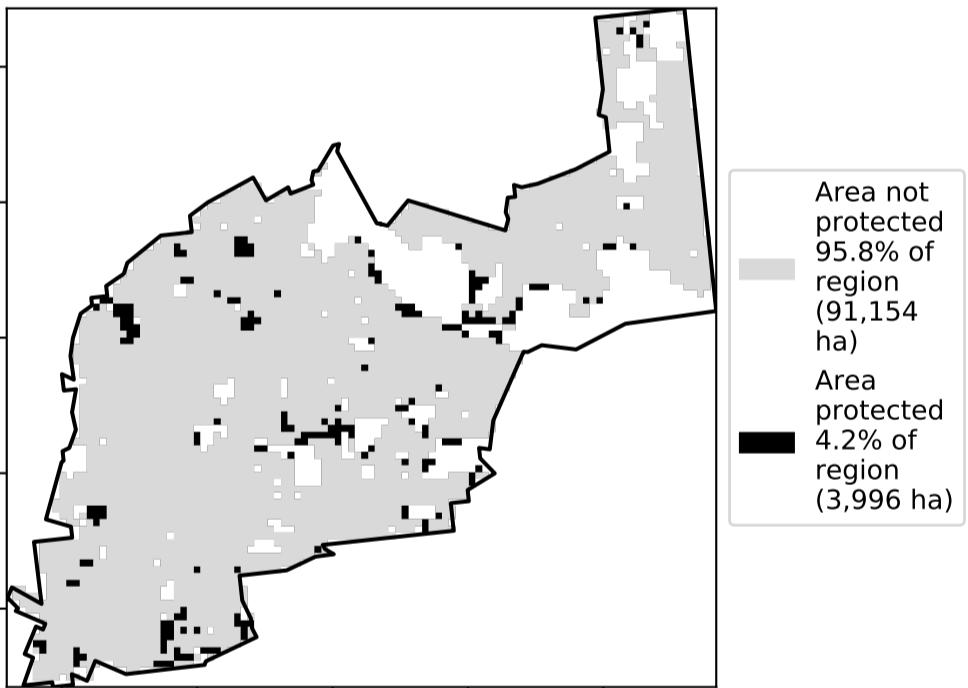 Area not
protected
95.8% of
region
(91,154
ha)
Area
protected
4.2% of
region
(3,996 ha)